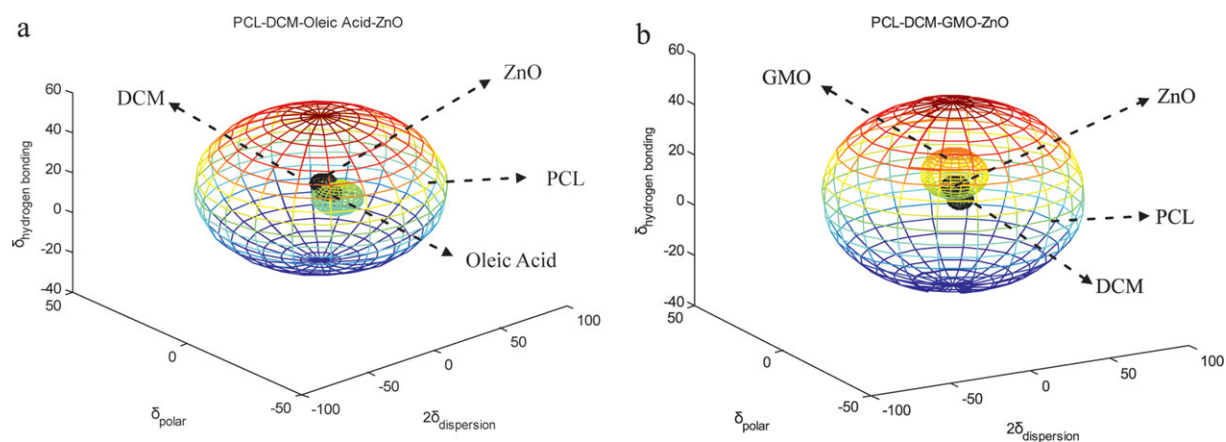 a
PCL-DCM-Oleic Acid-ZnO
DCM
ZnO
PCL
Oleic Acid
60
40
20
0
-20
-40
δhydrogen bonding
50
0
-50
δpolar
-100
-50
0
50
100
2δdispersion
b
PCL-DCM-GMO-ZnO
GMO
ZnO
PCL
DCM
60
40
20
0
-20
-40
δhydrogen bonding
50
0
-50
δpolar
-100
-50
0
50
100
2δdispersion